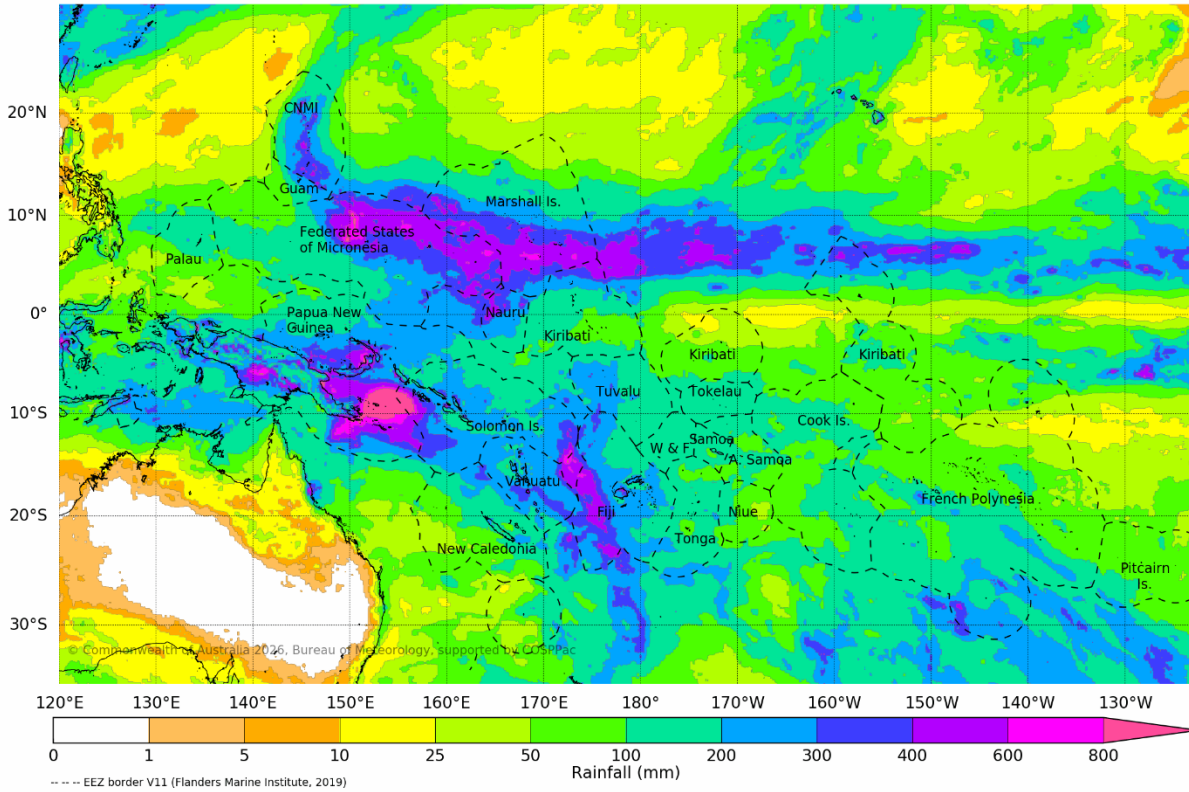 20°N
CNMI
Guam
Marshall Is.
10°N
Federated States
of Micronesia
Palau
0°
Papua New
Guinea
Nauru
Kiribati
Kiribati
Kiribati
Tuvalu
Tokelau
10°S
Solomon Is.
Cook Is.
W & F
Samoa
A. Samoa
Vanuatu
French Polynesia
20°S
Fiji
Niue
New Caledonia
Tonga
Pitcairn
Is.
30°S
© Commonwealth of Australia 2026, Bureau of Meteorology, supported by COSPPac
120°E 130°E 140°E 150°E 160°E 170°E 180° 170°W 160°W 150°W 140°W 130°W
0 1 5 10 25 50 100 200 300 400 600 800
Rainfall (mm)
-- -- -- EEZ border V11 (Flanders Marine Institute, 2019)